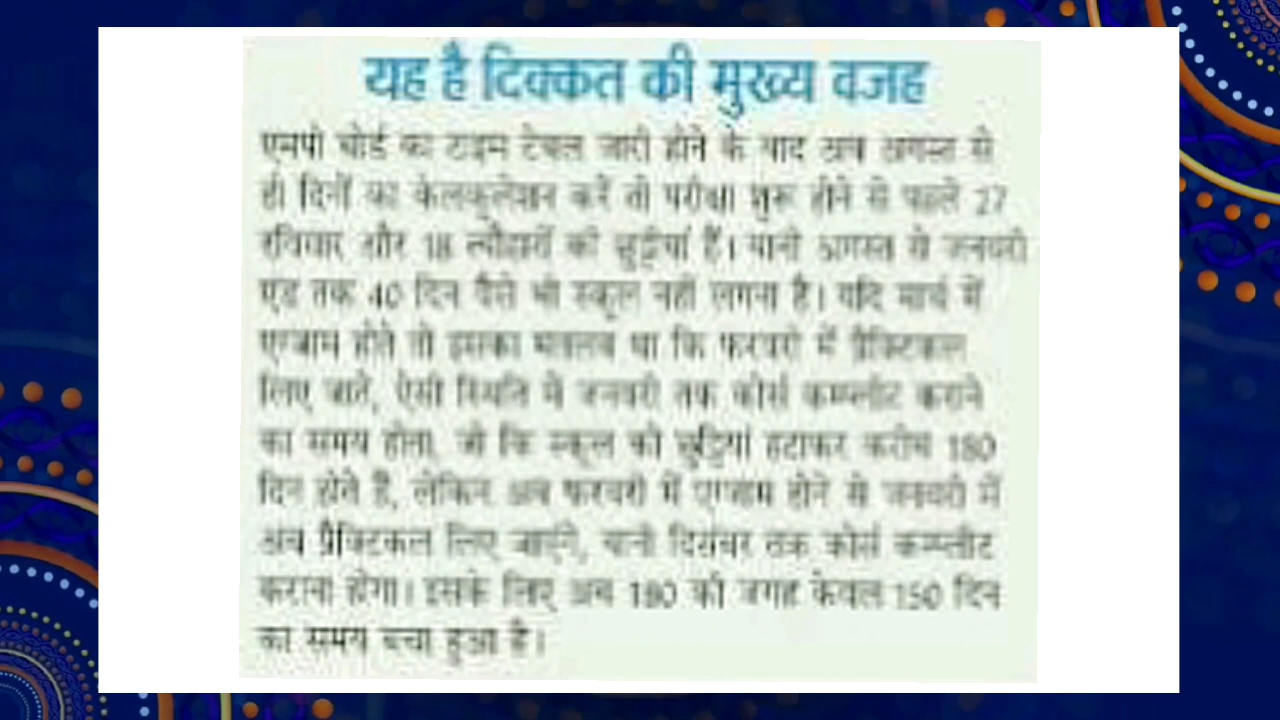 यह है दिक्कत की मुख्य वजह
एमपी बोर्ड का टाइम टेबल जारी होने के बाद अब अगस्त से
ही दिनों का केलकुलेशन करें तो परीक्षा शुरू होने से पहले 27
रविवार और 18 त्यौहारों की छुट्टियां हैं। यानी अगस्त से जनवरी
एंड तक 40 दिन वैसे भी स्कूल नहीं लगना है। यदि मार्च में
एग्जाम होते तो इसका मतलब था कि फरवरी में प्रैक्टिकल
लिए जाते, ऐसी स्थिति में जनवरी तक कोर्स कम्प्लीट कराने
का समय होता, जो कि स्कूल की छुट्टियां हटाकर करीब 180
दिन होते हैं, लेकिन अब फरवरी में एग्जाम होने से जनवरी में
अब प्रैक्टिकल लिए जाएंगे, यानी दिसंबर तक कोर्स कम्प्लीट
कराना होगा। इसके लिए अब 180 की जगह केवल 150 दिन
का समय बचा हुआ है।